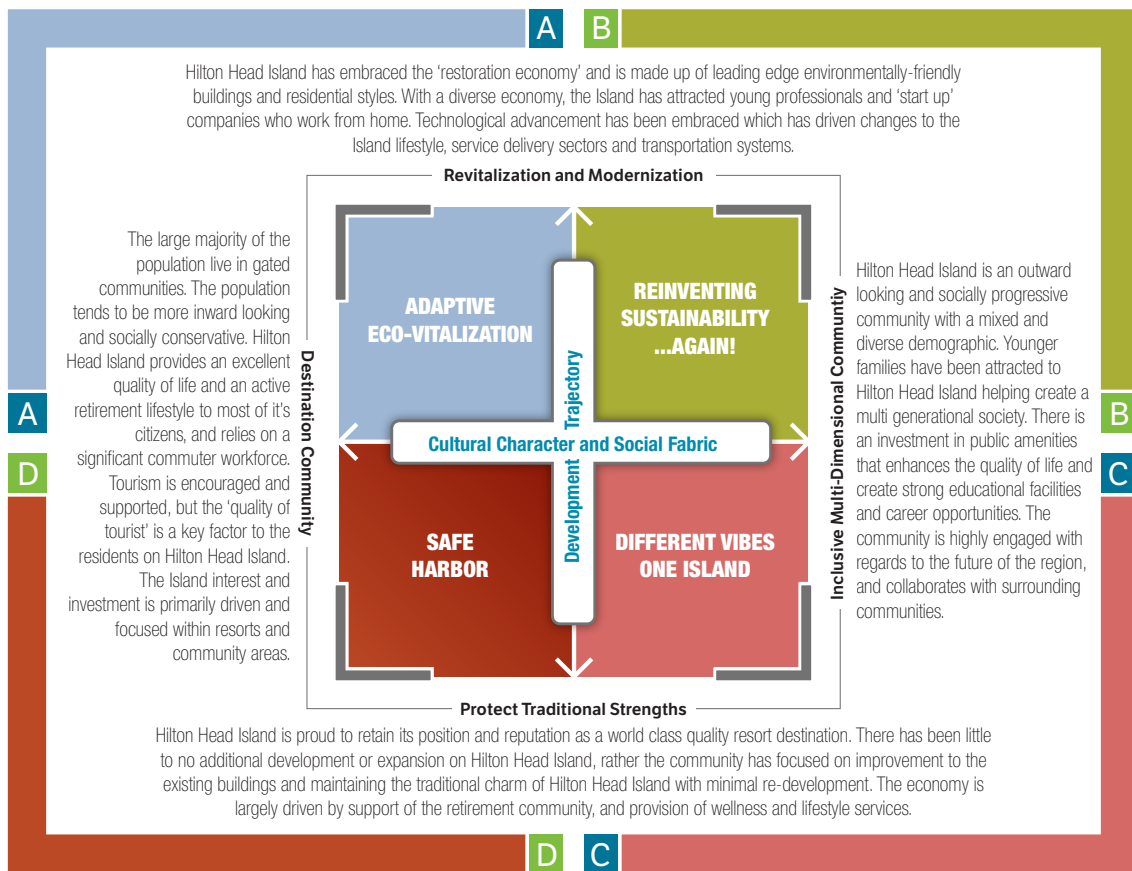 A B
Hilton Head Island has embraced the ‘restoration economy’ and is made up of leading edge environmentally-friendly
buildings and residential styles. With a diverse economy, the Island has attracted young professionals and ‘start up’
companies who work from home. Technological advancement has been embraced which has driven changes to the
Island lifestyle, service delivery sectors and transportation systems.
Revitalization and Modernization
The large majority of the
population live in gated
communities. The population
tends to be more inward looking
and socially conservative. Hilton
Head Island provides an excellent
quality of life and an active
retirement lifestyle to most of it’s
citizens, and relies on a
significant commuter workforce.
Tourism is encouraged and
supported, but the ‘quality of
tourist’ is a key factor to the
residents on Hilton Head Island.
The Island interest and
investment is primarily driven and
focused within resorts and
community areas.
A
D
Destination Community
ADAPTIVE
ECO-VITALIZATION
REINVENTING
SUSTAINABILITY
...AGAIN!
Cultural Character and Social Fabric
Development Trajectory
SAFE
HARBOR
DIFFERENT VIBES
ONE ISLAND
Inclusive Multi-Dimensional Communtiy
Hilton Head Island is an outward
looking and socially progressive
community with a mixed and
diverse demographic. Younger
families have been attracted to
Hilton Head Island helping create a
multi generational society. There is
an investment in public amenities
that enhances the quality of life and
create strong educational facilities
and career opportunities. The
community is highly engaged with
regards to the future of the region,
and collaborates with surrounding
communities.
B
C
Protect Traditional Strengths
Hilton Head Island is proud to retain its position and reputation as a world class quality resort destination. There has been little
to no additional development or expansion on Hilton Head Island, rather the community has focused on improvement to the
existing buildings and maintaining the traditional charm of Hilton Head Island with minimal re-development. The economy is
largely driven by support of the retirement community, and provision of wellness and lifestyle services.
D C